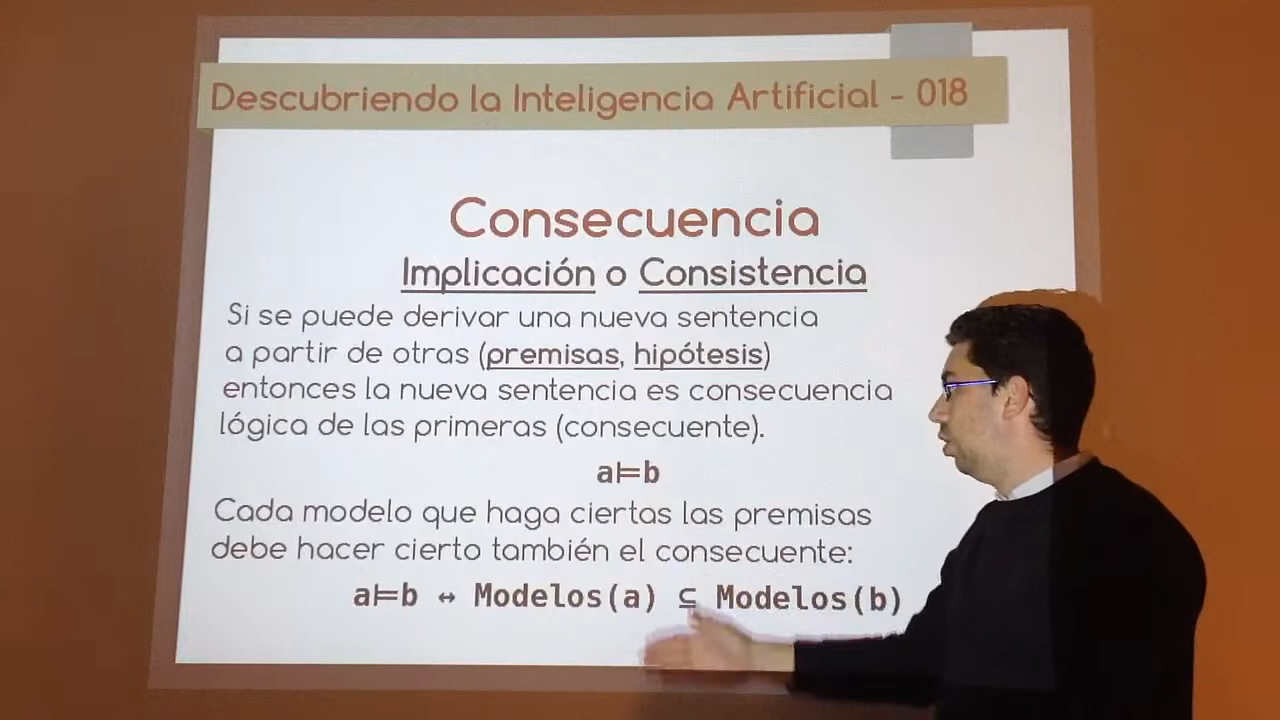 Descubriendo la Inteligencia Artificial - 018
Consecuencia
Implicación o Consistencia
Si se puede derivar una nueva sentencia
a partir de otras (premisas, hipótesis)
entonces la nueva sentencia es consecuencia
lógica de las primeras (consecuente).
a⊨b
Cada modelo que haga ciertas las premisas
debe hacer cierto también el consecuente:
a⊨b ↔ Modelos(a) ⊆ Modelos(b)